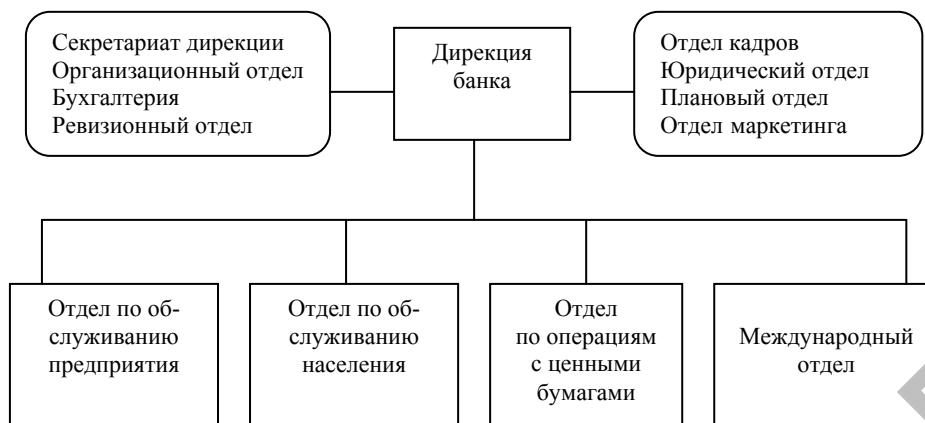 Секретариат дирекции
Организационный отдел
Бухгалтерия
Ревизионный отдел
Дирекция
банка
Отдел кадров
Юридический отдел
Плановый отдел
Отдел маркетинга
Отдел по об-
служиванию
предприятия
Отдел по об-
служиванию
населения
Отдел
по операциям
с ценными
бумагами
Международный
отдел